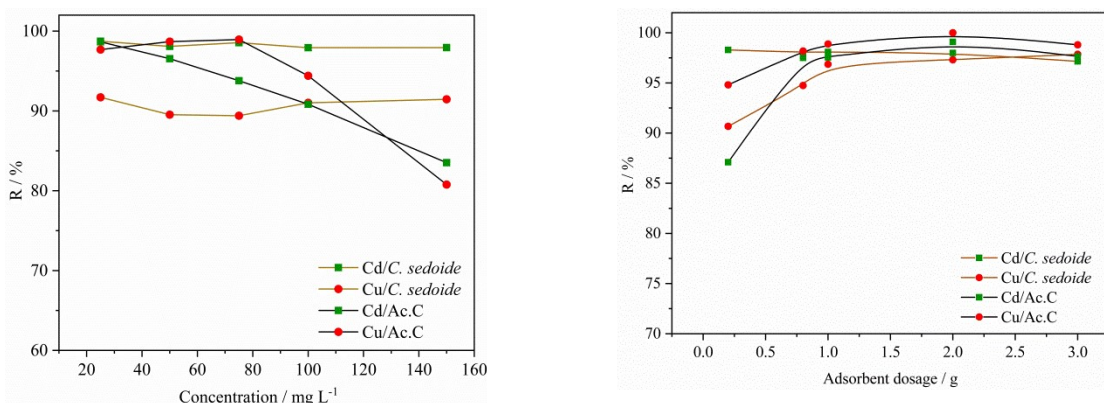 100
90
80
70
60
R / %
20 40 60 80 100 120 140 160
Concentration / mg L⁻¹
Cd/C. sedoide
Cu/C. sedoide
Cd/Ac.C
Cu/Ac.C
100
95
90
85
80
75
70
R / %
0.0 0.5 1.0 1.5 2.0 2.5 3.0
Adsorbent dosage / g
Cd/C. sedoide
Cu/C. sedoide
Cd/Ac.C
Cu/Ac.C